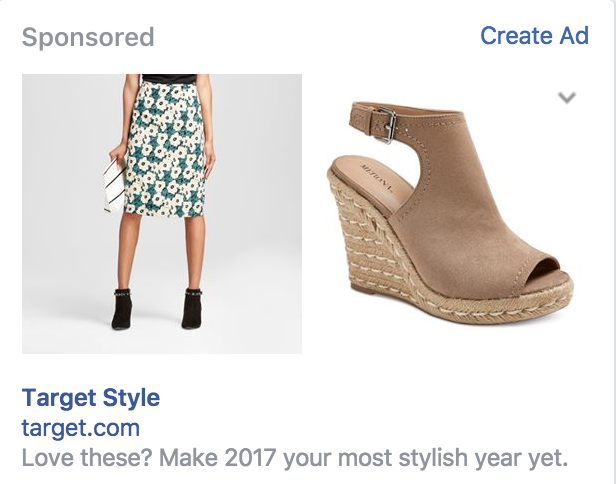 Sponsored
Create Ad
MERONA
Target Style
target.com
Love these? Make 2017 your most stylish year yet.